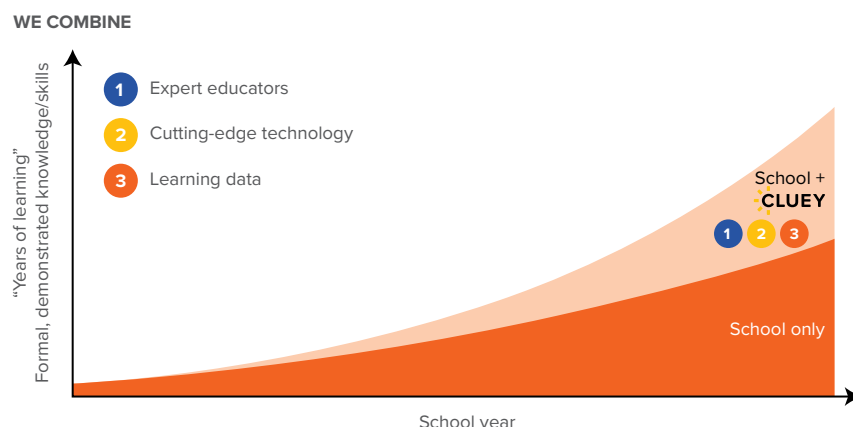 WE COMBINE
"Years of learning"
Formal, demonstrated knowledge/skills
1 Expert educators
2 Cutting-edge technology
3 Learning data
School +
CLUEY
1 2 3
School only
School year